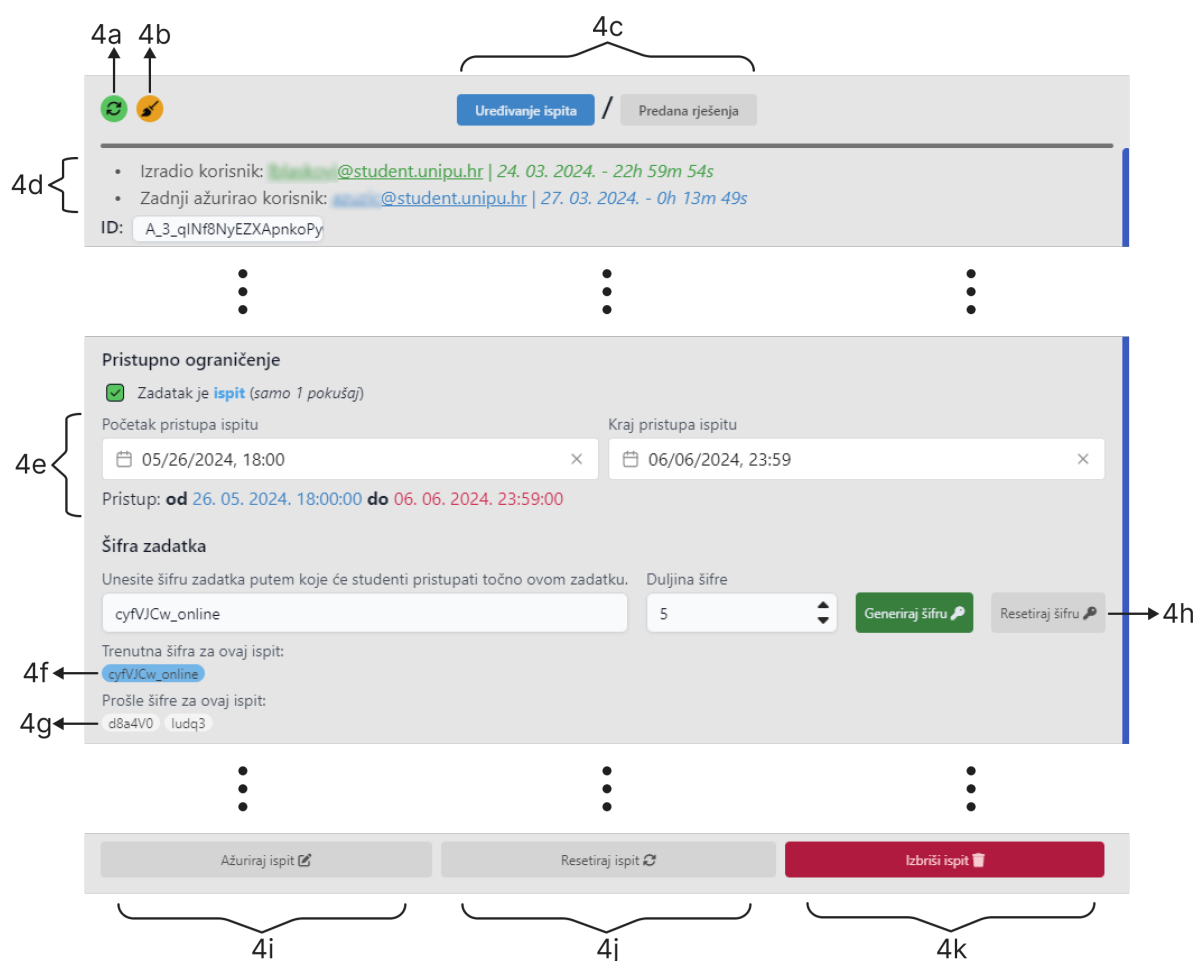 4a 4b 4c
Uređivanje ispita / Predana rješenja
4d
Izradio korisnik: @student.unipu.hr | 24. 03. 2024. - 22h 59m 54s
Zadnji ažurirao korisnik: @student.unipu.hr | 27. 03. 2024. - 0h 13m 49s
ID: A_3_qINf8NyEZXApnkoPy
Pristupno ograničenje
Zadatak je ispit (samo 1 pokušaj)
4e
Početak pristupa ispitu Kraj pristupa ispitu
05/26/2024, 18:00 06/06/2024, 23:59
Pristup: od 26. 05. 2024. 18:00:00 do 06. 06. 2024. 23:59:00
Šifra zadatka
Unesite šifru zadatka putem koje će studenti pristupati točno ovom zadatku. Duljina šifre
cyfVJCw_online 5 Generiraj šifru Resetiraj šifru 4h
Trenutna šifra za ovaj ispit:
4f cyfVJCw_online
Prošle šifre za ovaj ispit:
4g d8a4V0 ludq3
Ažuriraj ispit Resetiraj ispit Izbriši ispit
4i 4j 4k